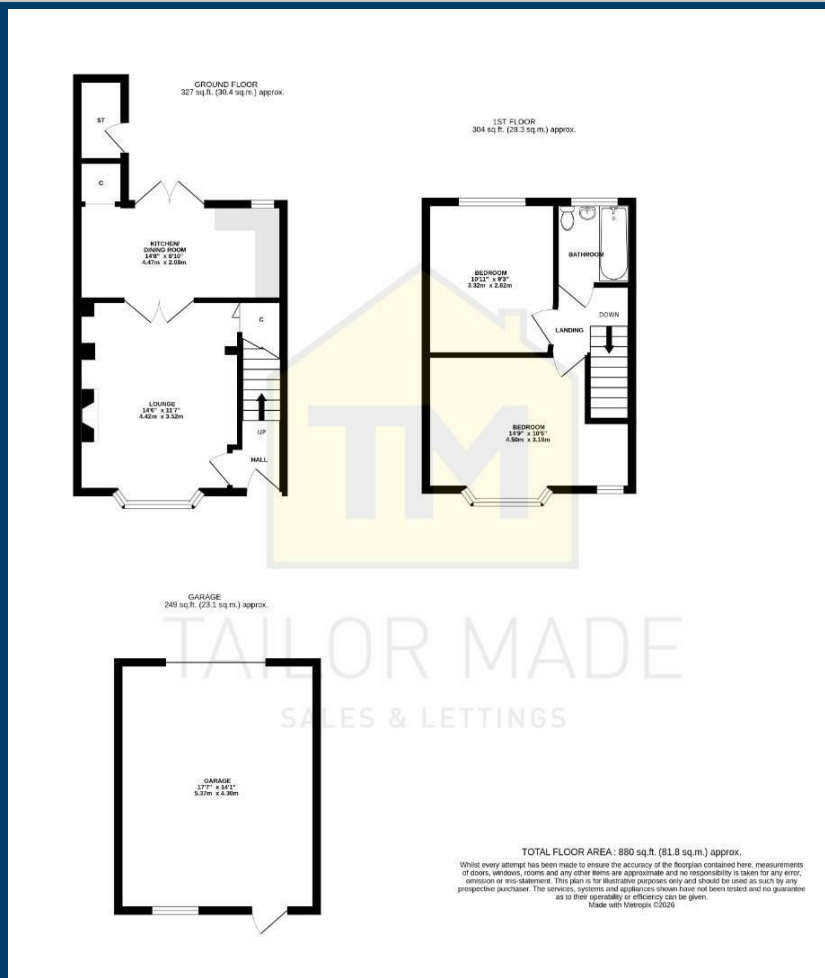 GROUND FLOOR
327 sq.ft. (30.4 sq.m.) approx.
1ST FLOOR
304 sq.ft. (28.3 sq.m.) approx.
ST
C
KITCHEN/
DINING ROOM
14'8" x 6'10"
4.47m x 2.08m
BEDROOM
10'11" x 9'3"
3.32m x 2.82m
BATHROOM
LANDING
DOWN
C
LOUNGE
14'6" x 11'7"
4.42m x 3.52m
UP
HALL
BEDROOM
14'9" x 10'5"
4.50m x 3.18m
TM
GARAGE
249 sq.ft. (23.1 sq.m.) approx.
TAILOR MADE
SALES & LETTINGS
GARAGE
17'7" x 14'1"
5.37m x 4.30m
TOTAL FLOOR AREA : 880 sq.ft. (81.8 sq.m.) approx.
Whilst every attempt has been made to ensure the accuracy of the floorplan contained here, measurements
of doors, windows, rooms and any other items are approximate and no responsibility is taken for any error,
omission or mis-statement. This plan is for illustrative purposes only and should be used as such by any
prospective purchaser. The services, systems and appliances shown have not been tested and no guarantee
as to their operability or efficiency can be given.
Made with Metropix ©2026